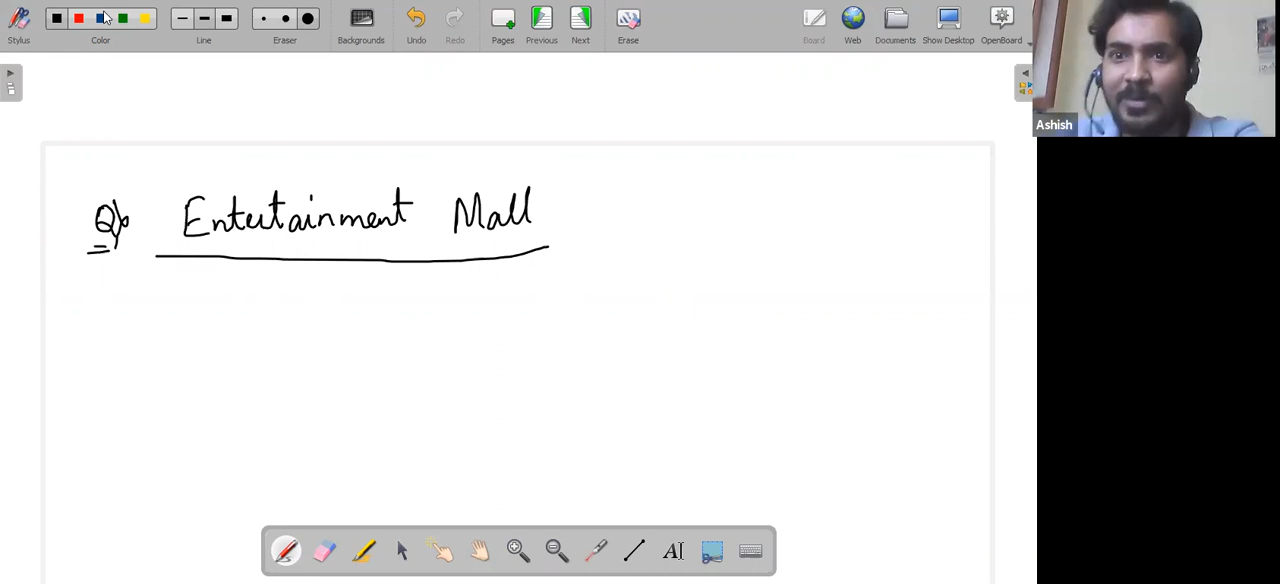 Stylus
Color
Line
Eraser
Backgrounds
Undo
Redo
Pages
Previous
Next
Erase
Board
Web
Documents
Show Desktop
OpenBoard
Ashish
Q) Entertainment Mall
A